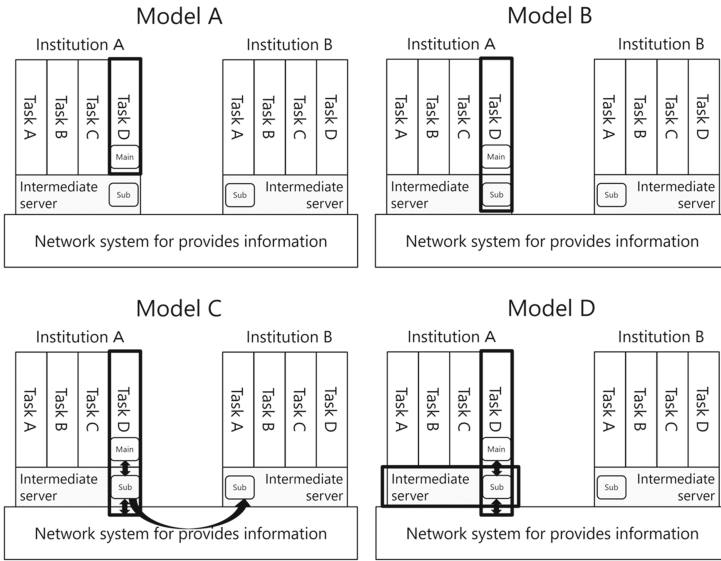 Model A
Institution A
Institution B
Task A
Task B
Task C
Task D
Main
Task A
Task B
Task C
Task D
Intermediate
server
Sub
Sub
Intermediate
server
Network system for provides information
Model B
Institution A
Institution B
Task A
Task B
Task C
Task D
Main
Task A
Task B
Task C
Task D
Intermediate
server
Sub
Sub
Intermediate
server
Network system for provides information
Model C
Institution A
Institution B
Task A
Task B
Task C
Task D
Main
Task A
Task B
Task C
Task D
Intermediate
server
Sub
Sub
Intermediate
server
Network system for provides information
Model D
Institution A
Institution B
Task A
Task B
Task C
Task D
Main
Task A
Task B
Task C
Task D
Intermediate
server
Sub
Sub
Intermediate
server
Network system for provides information